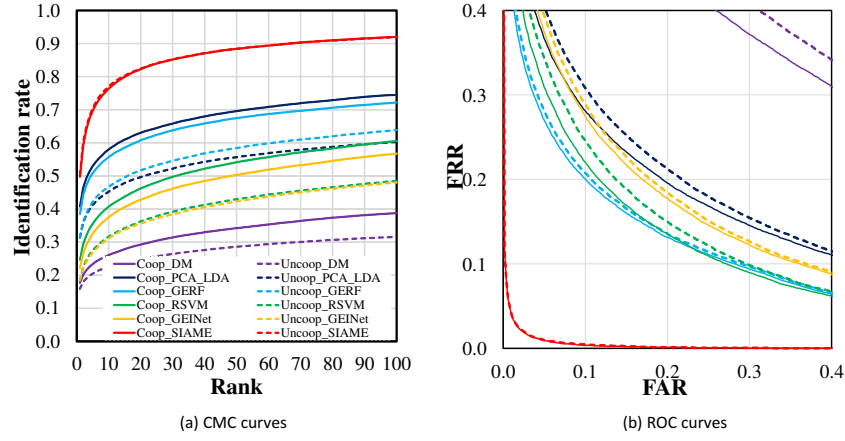 1.0
0.9
0.8
0.7
0.6
0.5
0.4
0.3
0.2
0.1
0.0
Identification rate
Coop_DM
Coop_PCA_LDA
Coop_GERF
Coop_RSVM
Coop_GEINet
Coop_SIAME
Uncoop_DM
Unoop_PCA_LDA
Uncoop_GERF
Uncoop_RSVM
Uncoop_GEINet
Uncoop_SIAME
0 10 20 30 40 50 60 70 80 90 100
Rank
(a) CMC curves
0.4
0.3
0.2
0.1
0.0
FRR
0.0 0.1 0.2 0.3 0.4
FAR
(b) ROC curves